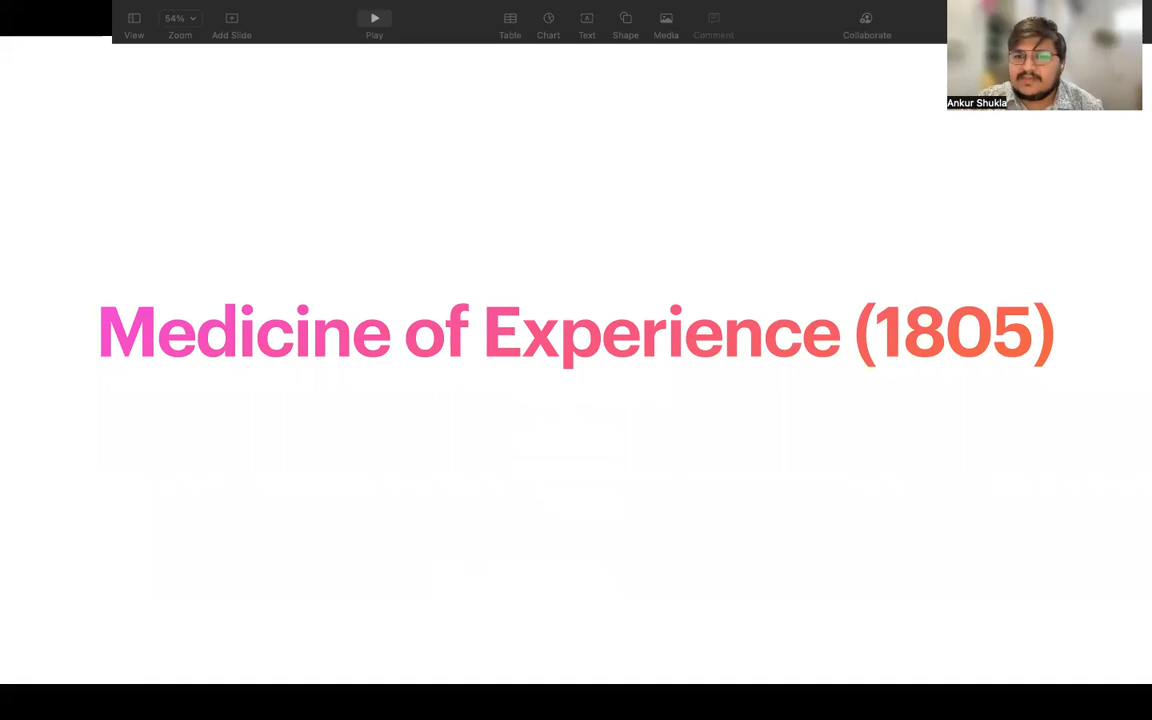 54%
View
Zoom
Add Slide
Play
Table
Chart
Text
Shape
Media
Comment
Collaborate
Ankur Shukla
Medicine of Experience (1805)